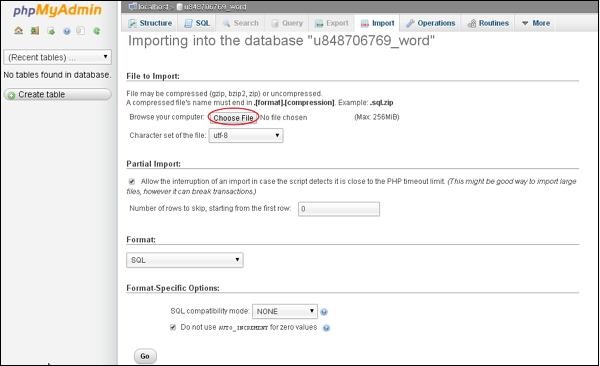 phpMyAdmin
(Recent tables) ...
No tables found in database.
Create table
localhost » u848706769_word
Structure SQL Search Query Export Import Operations Routines More
Importing into the database "u848706769_word"
File to Import:
File may be compressed (gzip, bzip2, zip) or uncompressed.
A compressed file's name must end in .[format].[compression]. Example: .sql.zip
Browse your computer: Choose File No file chosen (Max: 256MiB)
Character set of the file: utf-8
Partial Import:
Allow the interruption of an import in case the script detects it is close to the PHP timeout limit. (This might be good way to import large
files, however it can break transactions.)
Number of rows to skip, starting from the first row: 0
Format:
SQL
Format-Specific Options:
SQL compatibility mode: NONE
Do not use AUTO_INCREMENT for zero values
Go